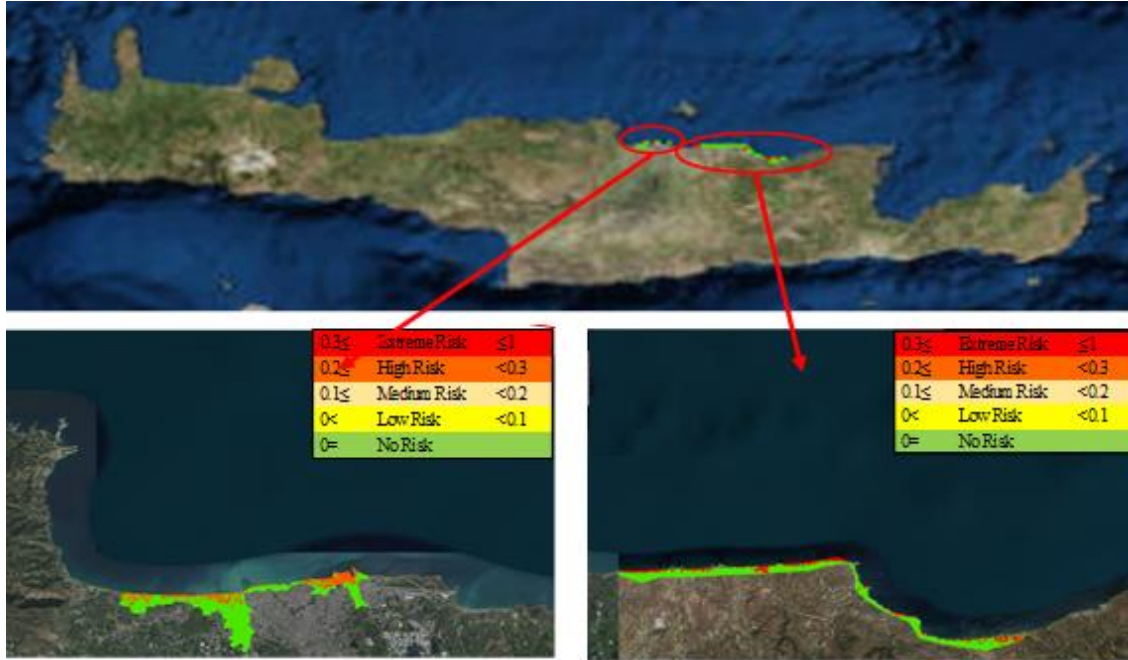 0.3≤ Extreme Risk ≤1
0.2≤ High Risk <0.3
0.1≤ Medium Risk <0.2
0< Low Risk <0.1
0= No Risk
0.3≤ Extreme Risk ≤1
0.2≤ High Risk <0.3
0.1≤ Medium Risk <0.2
0< Low Risk <0.1
0= No Risk